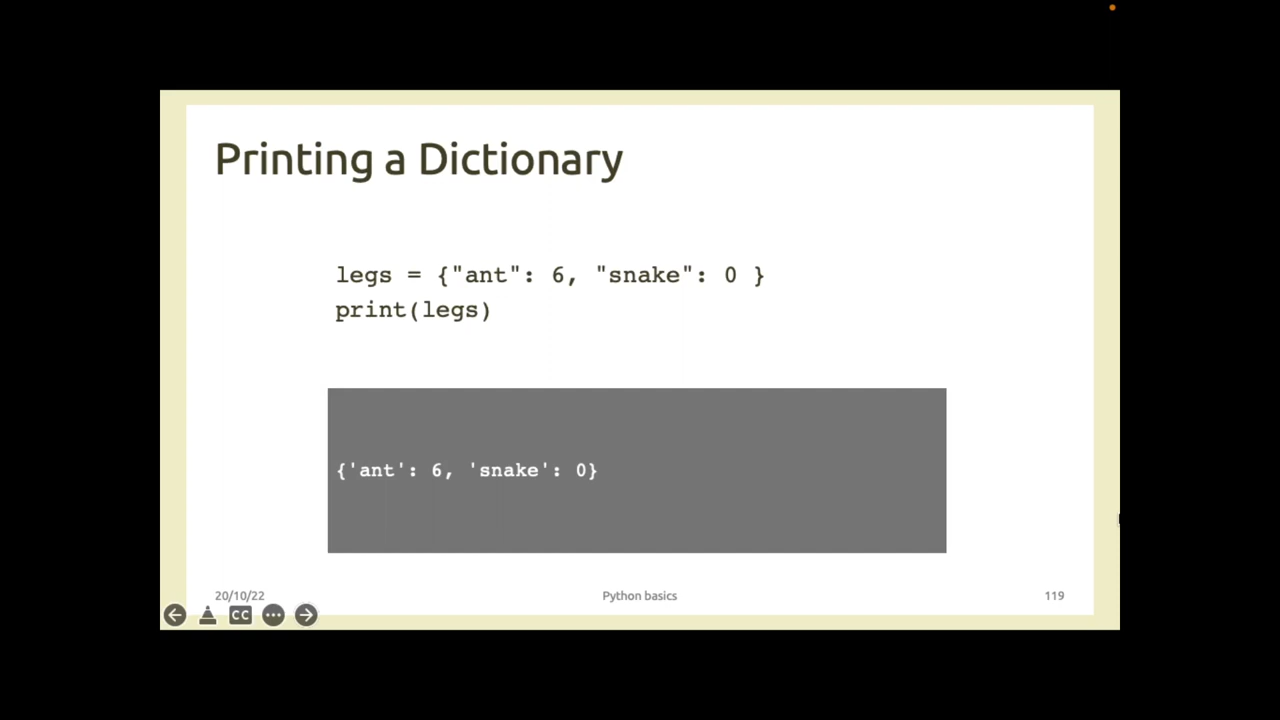 Printing a Dictionary
legs = {"ant": 6, "snake": 0 }
print(legs)
{'ant': 6, 'snake': 0}
20/10/22
Python basics
119
CC